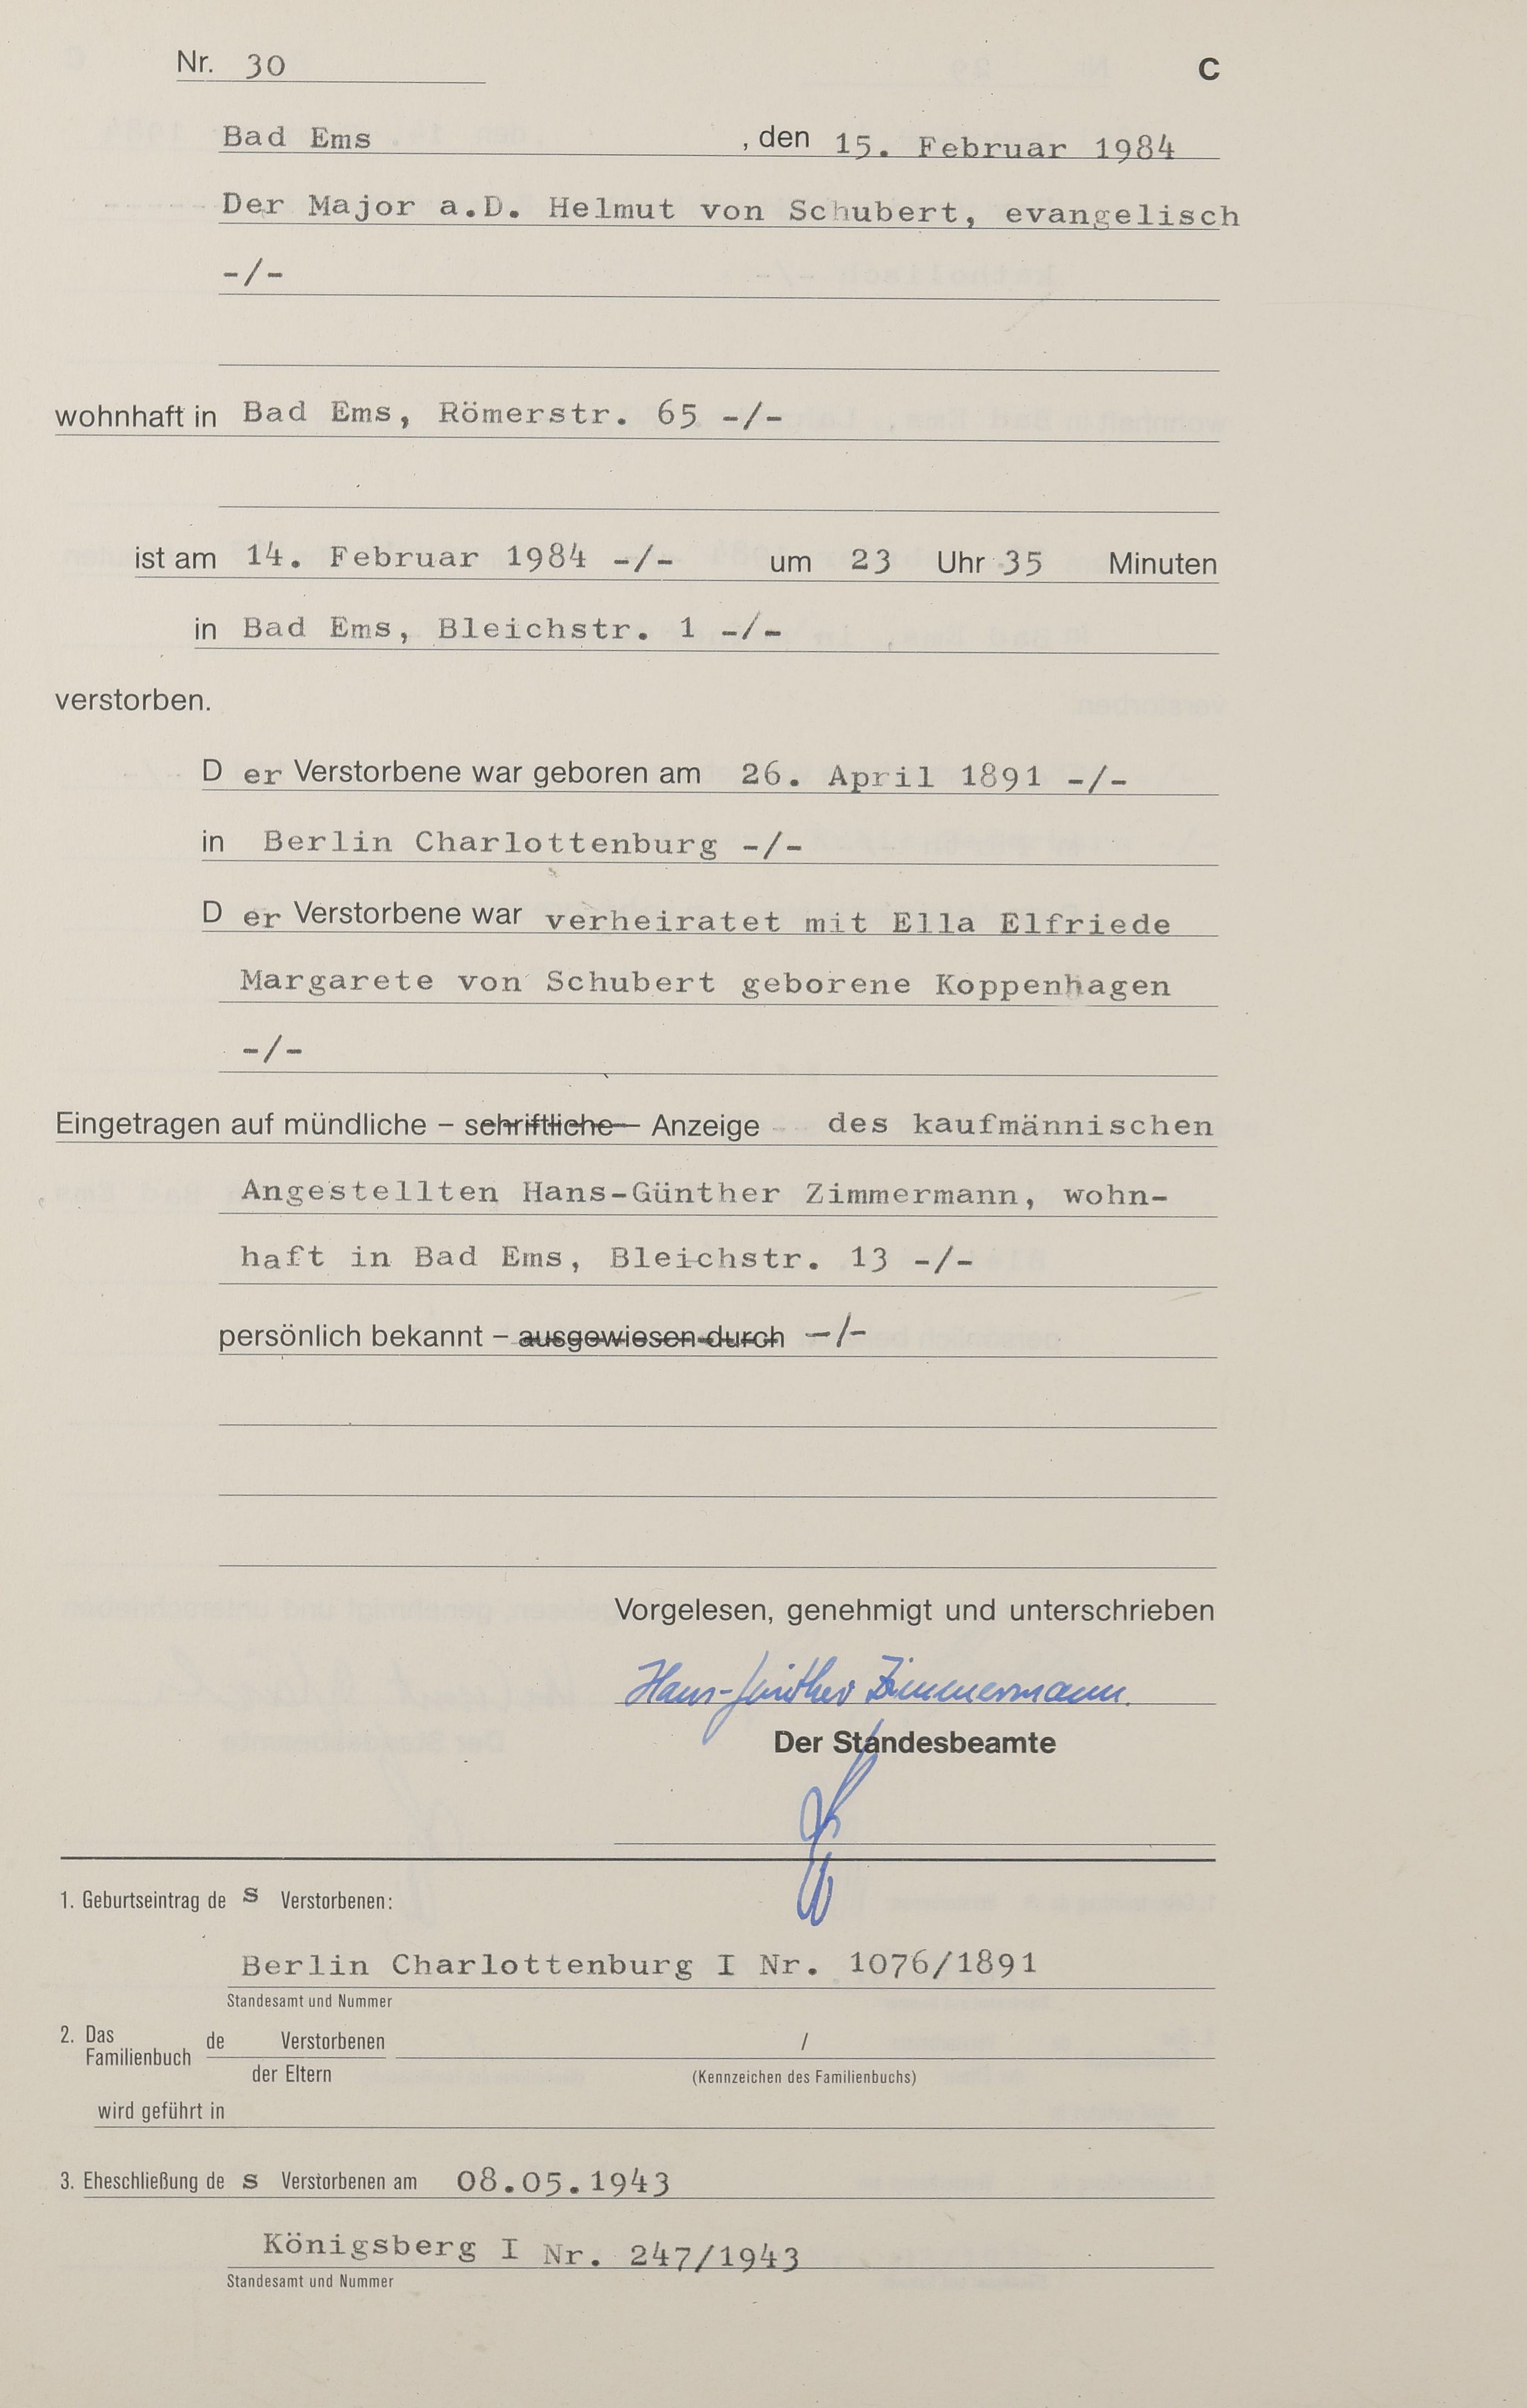 Nr. 30 C
Bad Ems , den 15. Februar 1984
Der Major a.D. Helmut von Schubert, evangelisch
-/-
wohnhaft in Bad Ems, Römerstr. 65 -/-
ist am 14. Februar 1984 -/- um 23 Uhr 35 Minuten
in Bad Ems, Bleichstr. 1 -/-
verstorben.
D er Verstorbene war geboren am 26. April 1891 -/-
in Berlin Charlottenburg -/-
D er Verstorbene war verheiratet mit Ella Elfriede
Margarete von Schubert geborene Koppenhagen
-/-
Eingetragen auf mündliche – schriftliche – Anzeige des kaufmännischen
Angestellten Hans-Günther Zimmermann, wohn-
haft in Bad Ems, Bleichstr. 13 -/-
persönlich bekannt – ausgewiesen durch -/-
Vorgelesen, genehmigt und unterschrieben
Hans-Günther Zimmermann
Der Standesbeamte
1. Geburtseintrag de s Verstorbenen:
Berlin Charlottenburg I Nr. 1076/1891
Standesamt und Nummer
2. Das de Verstorbenen /
Familienbuch der Eltern (Kennzeichen des Familienbuchs)
wird geführt in
3. Eheschließung de s Verstorbenen am 08.05.1943
Königsberg I Nr. 247/1943
Standesamt und Nummer